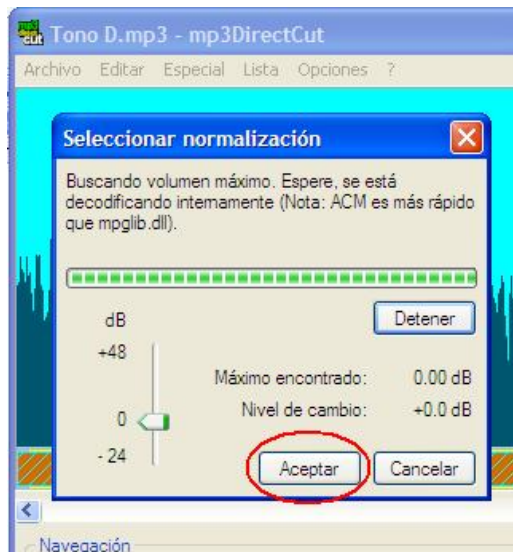 Tono D.mp3 - mp3DirectCut
Archivo Editar Especial Lista Opciones ?
Seleccionar normalización
Buscando volumen máximo. Espere, se está
decodificando internamente (Nota: ACM es más rápido
que mpglib.dll).
Detener
dB
+48
0
- 24
Máximo encontrado: 0.00 dB
Nivel de cambio: +0.0 dB
Aceptar Cancelar
Navegación